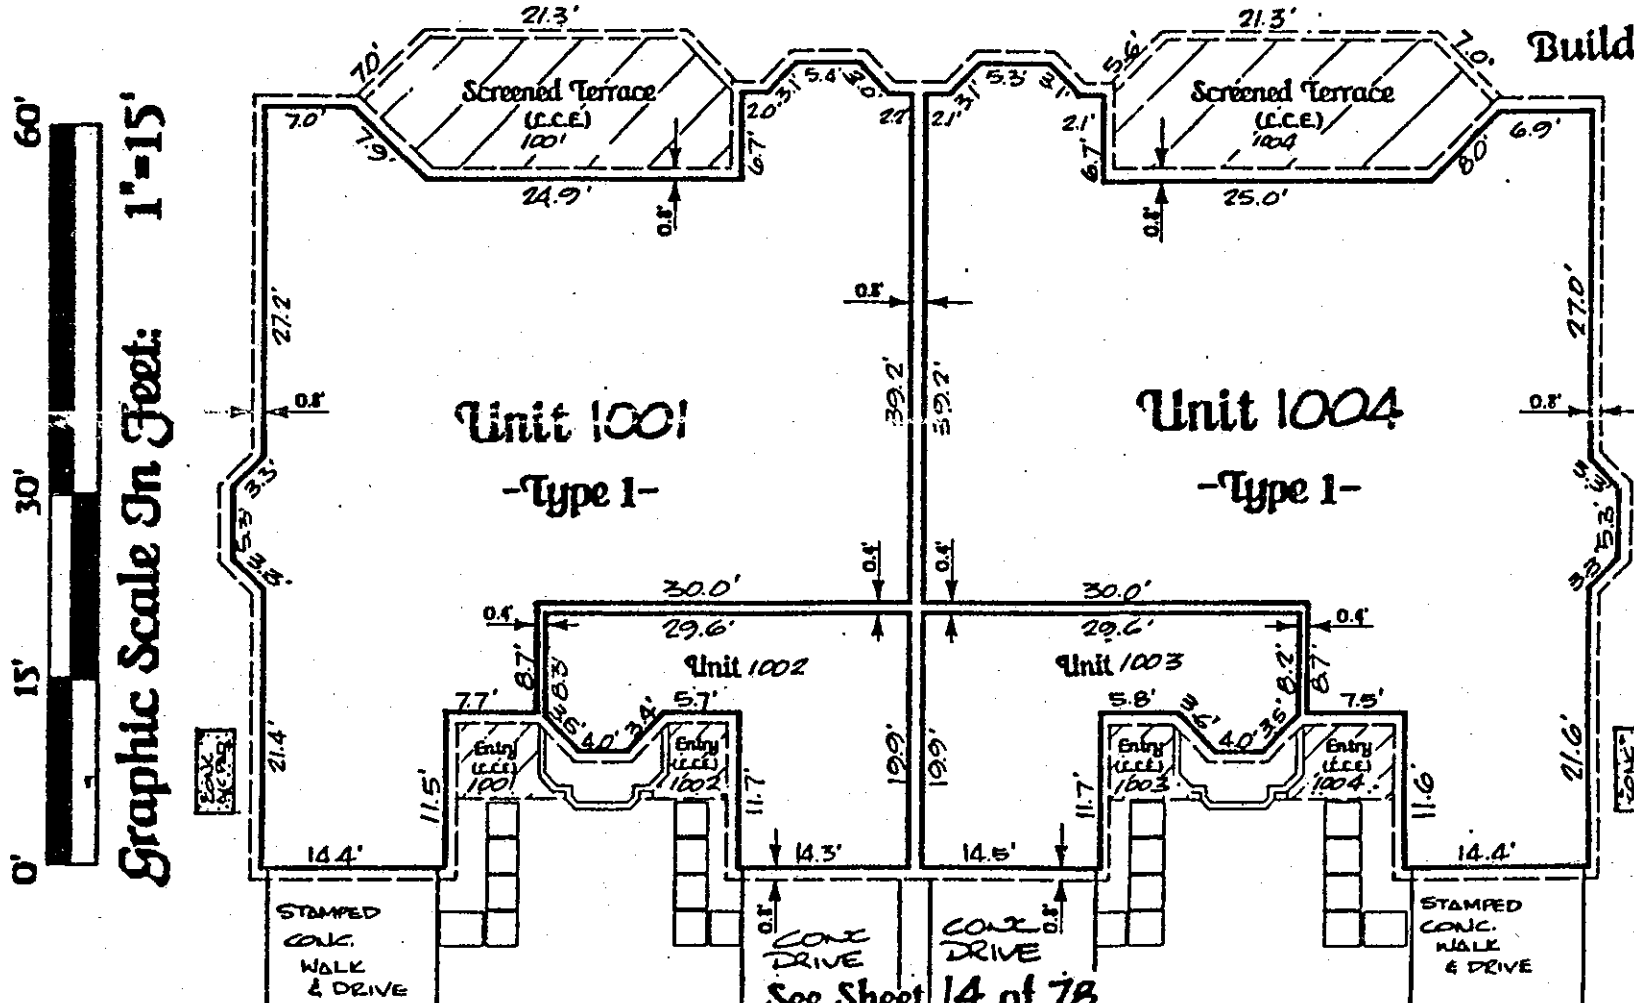 21.3'
21.3'
Build
7.0'
5.6'
7.0'
60'
1"=15'
Screened Terrace
(L.C.E.)
1001
5.4'
3.1'
3.0'
2.0'
2.2'
5.3'
3.1'
3.1'
2.1'
2.1'
Screened Terrace
(L.C.E.)
1004
7.0'
7.9'
6.7'
6.7'
8.0'
6.9'
24.9'
25.0'
0.8'
0.8'
27.2'
0.8'
27.0'
Graphic Scale In Feet:
0.8'
39.2'
39.2'
0.8'
Unit 1001
-Type 1-
Unit 1004
-Type 1-
30'
3.3'
5.3'
3.3'
3.3'
5.3'
3.3'
0.4'
0.4'
30.0'
30.0'
0.4'
29.6'
29.6'
0.4'
15'
8.7'
8.3'
Unit 1002
Unit 1003
8.2'
8.7'
7.7'
3.6'
4.0'
3.4'
5.7'
5.8'
3.6'
4.0'
3.5'
7.5'
21.4'
Entry
(L.C.E.)
1001
Entry
(L.C.E.)
1002
19.9'
19.9'
Entry
(L.C.E.)
1003
Entry
(L.C.E.)
1004
21.6'
CONC
11.5'
11.7'
11.7'
11.6'
0'
14.4'
14.3'
14.5'
14.4'
0.8'
0.8'
STAMPED
CONC.
WALK
& DRIVE
CONC
DRIVE
CONC
DRIVE
STAMPED
CONC.
WALK
& DRIVE
See Sheet 14 of 78